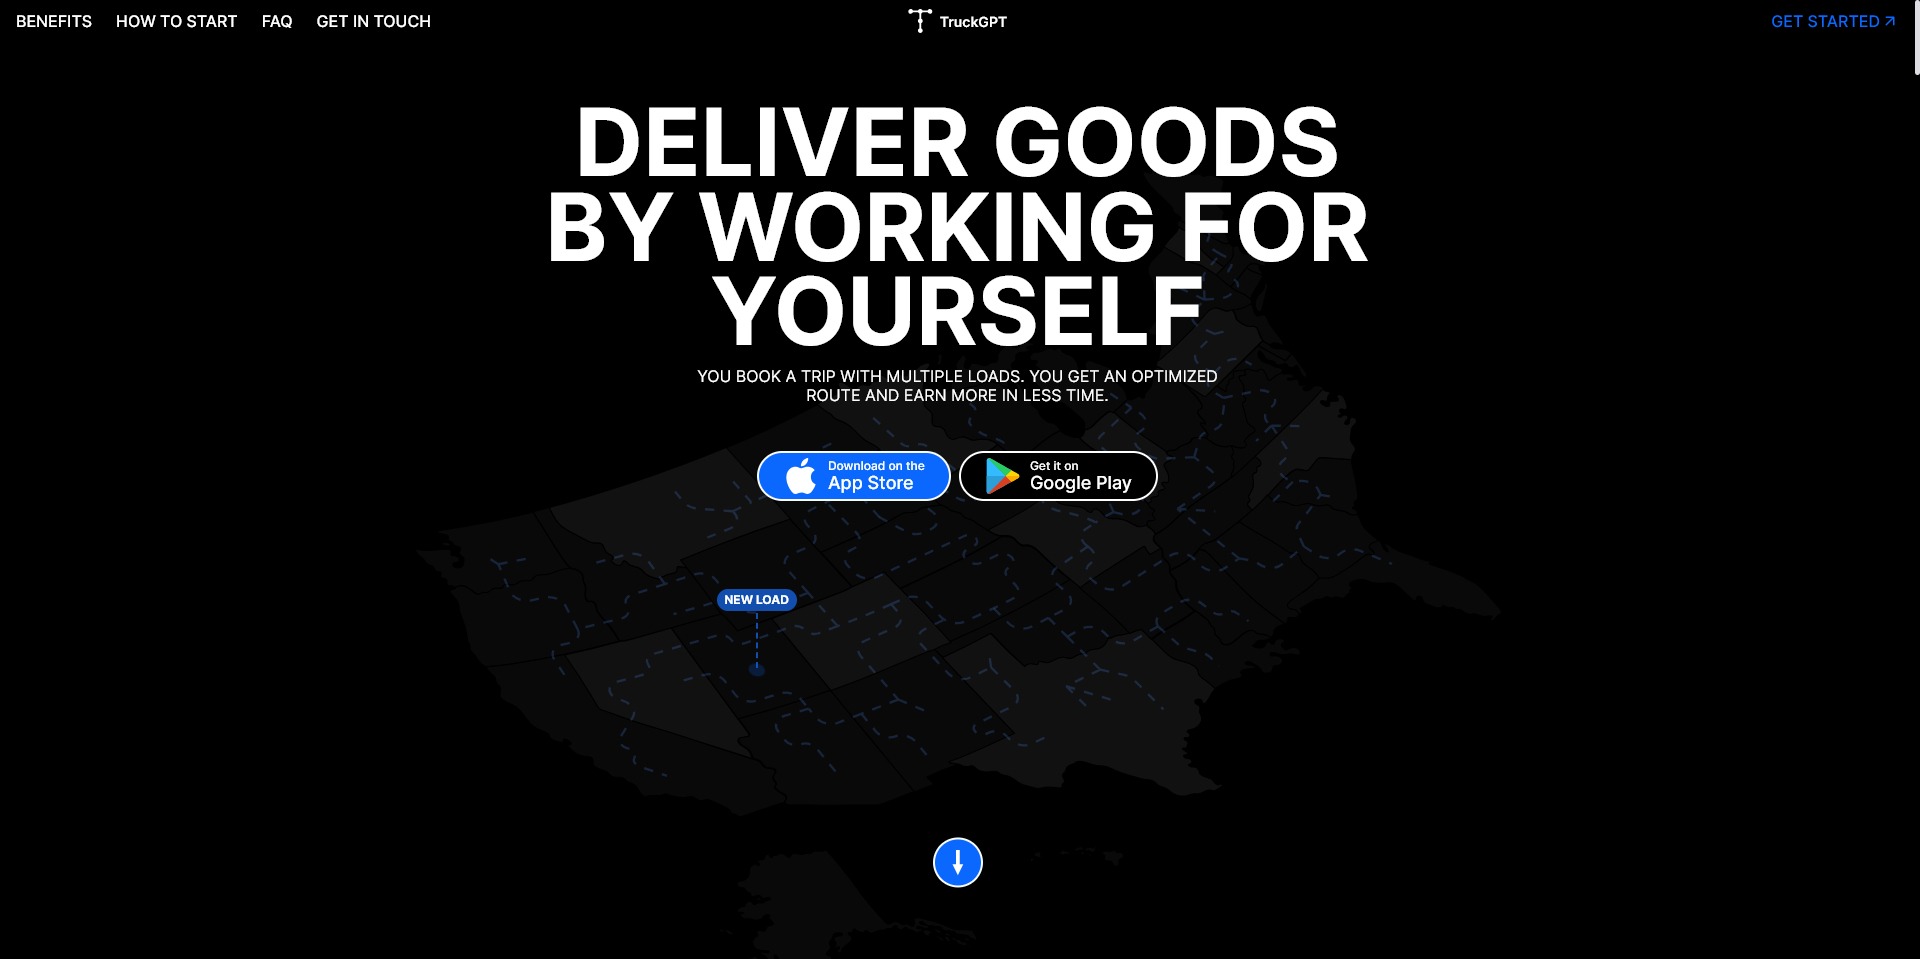 BENEFITS
HOW TO START
FAQ
GET IN TOUCH
TruckGPT
GET STARTED
DELIVER GOODS
BY WORKING FOR
YOURSELF
YOU BOOK A TRIP WITH MULTIPLE LOADS. YOU GET AN OPTIMIZED
ROUTE AND EARN MORE IN LESS TIME.
Download on the
App Store
Get it on
Google Play
NEW LOAD